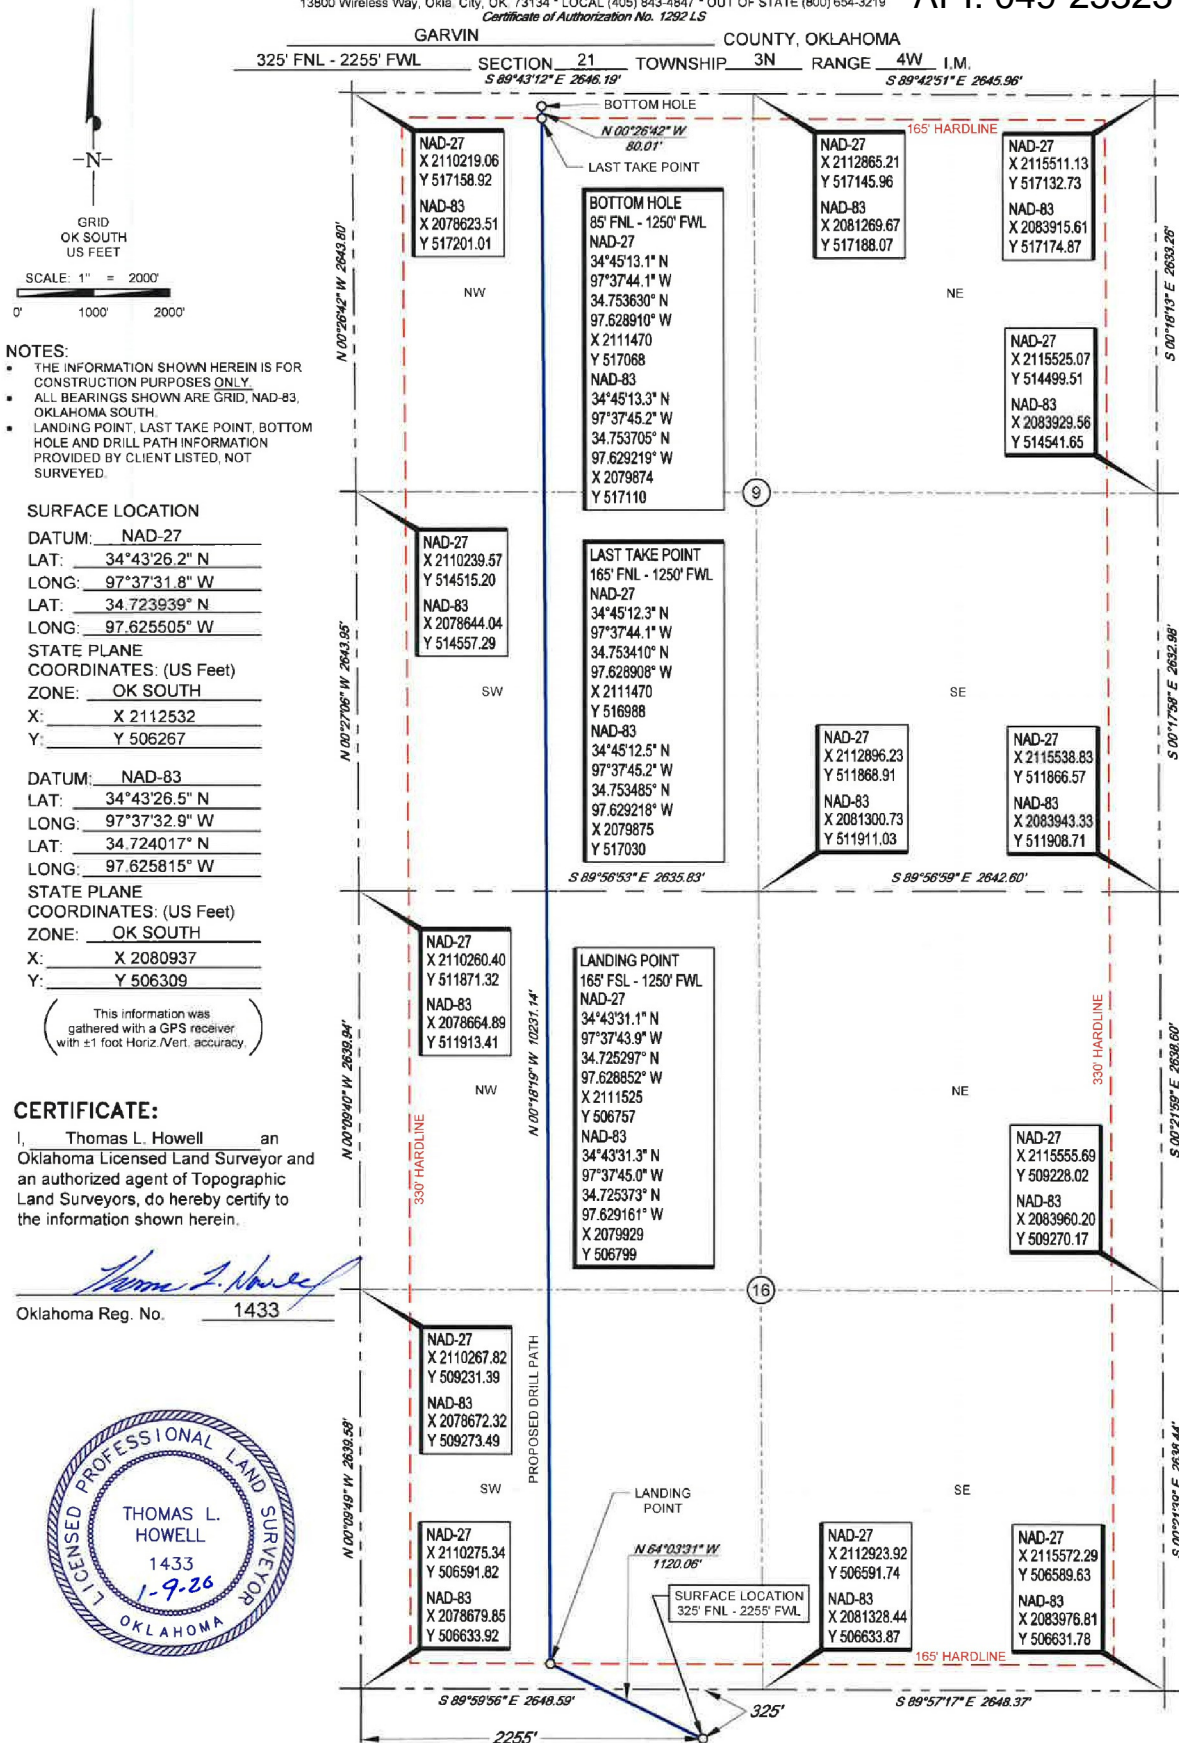 13800 Wireless Way, Okla. City, OK. 73134 * LOCAL (405) 843-4847 * OUT OF STATE (800) 654-3219
Certificate of Authorization No. 1292 LS
GARVIN COUNTY, OKLAHOMA
325' FNL - 2255' FWL SECTION 21 TOWNSHIP 3N RANGE 4W I.M.
S 89°43'12" E 2646.19'
S 89°42'51" E 2645.96'
-N-
GRID
OK SOUTH
US FEET
SCALE: 1" = 2000'
0' 1000' 2000'
NOTES:
• THE INFORMATION SHOWN HEREIN IS FOR
CONSTRUCTION PURPOSES ONLY.
• ALL BEARINGS SHOWN ARE GRID, NAD-83,
OKLAHOMA SOUTH.
• LANDING POINT, LAST TAKE POINT, BOTTOM
HOLE AND DRILL PATH INFORMATION
PROVIDED BY CLIENT LISTED, NOT
SURVEYED.
SURFACE LOCATION
DATUM: NAD-27
LAT: 34°43'26.2" N
LONG: 97°37'31.8" W
LAT: 34.723939° N
LONG: 97.625505° W
STATE PLANE
COORDINATES: (US Feet)
ZONE: OK SOUTH
X: X 2112532
Y: Y 506267
DATUM: NAD-83
LAT: 34°43'26.5" N
LONG: 97°37'32.9" W
LAT: 34.724017° N
LONG: 97.625815° W
STATE PLANE
COORDINATES: (US Feet)
ZONE: OK SOUTH
X: X 2080937
Y: Y 506309
This information was
gathered with a GPS receiver
with ±1 foot Horiz./Vert. accuracy.
CERTIFICATE:
I, Thomas L. Howell an
Oklahoma Licensed Land Surveyor and
an authorized agent of Topographic
Land Surveyors, do hereby certify to
the information shown herein.
Oklahoma Reg. No. 1433
LICENSED PROFESSIONAL LAND SURVEYOR
THOMAS L.
HOWELL
1433
1-9-26
OKLAHOMA
BOTTOM HOLE
N 00°26'42" W
80.01'
LAST TAKE POINT
165' HARDLINE
NAD-27
X 2110219.06
Y 517158.92
NAD-83
X 2078623.51
Y 517201.01
NAD-27
X 2112865.21
Y 517145.96
NAD-83
X 2081269.67
Y 517188.07
NAD-27
X 2115511.13
Y 517132.73
NAD-83
X 2083915.61
Y 517174.87
BOTTOM HOLE
85' FNL - 1250' FWL
NAD-27
34°45'13.1" N
97°37'44.1" W
34.753630° N
97.628910° W
X 2111470
Y 517068
NAD-83
34°45'13.3" N
97°37'45.2" W
34.753705° N
97.629219° W
X 2079874
Y 517110
NW
NE
N 00°26'42" W 2643.80'
S 00°18'13" E 2633.26'
NAD-27
X 2115525.07
Y 514499.51
NAD-83
X 2083929.56
Y 514541.65
9
NAD-27
X 2110239.57
Y 514515.20
NAD-83
X 2078644.04
Y 514557.29
LAST TAKE POINT
165' FNL - 1250' FWL
NAD-27
34°45'12.3" N
97°37'44.1" W
34.753410° N
97.628908° W
X 2111470
Y 516988
NAD-83
34°45'12.5" N
97°37'45.2" W
34.753485° N
97.629218° W
X 2079875
Y 517030
SW
SE
N 00°27'06" W 2643.95'
S 00°17'58" E 2632.98'
NAD-27
X 2112896.23
Y 511868.91
NAD-83
X 2081300.73
Y 511911.03
NAD-27
X 2115538.83
Y 511866.57
NAD-83
X 2083943.33
Y 511908.71
S 89°56'53" E 2635.83'
S 89°56'59" E 2642.60'
NAD-27
X 2110260.40
Y 511871.32
NAD-83
X 2078664.89
Y 511913.41
LANDING POINT
165' FSL - 1250' FWL
NAD-27
34°43'31.1" N
97°37'43.9" W
34.725297° N
97.628852° W
X 2111525
Y 506757
NAD-83
34°43'31.3" N
97°37'45.0" W
34.725373° N
97.629161° W
X 2079929
Y 506799
N 00°09'40" W 2639.94'
N 00°18'19" W 10231.14'
330' HARDLINE
S 00°21'59" E 2638.60'
NW
NE
330' HARDLINE
NAD-27
X 2115555.69
Y 509228.02
NAD-83
X 2083960.20
Y 509270.17
16
NAD-27
X 2110267.82
Y 509231.39
NAD-83
X 2078672.32
Y 509273.49
PROPOSED DRILL PATH
N 00°09'49" W 2639.58'
S 00°21'39" E 2638.44'
SW
SE
LANDING
POINT
N 64°03'31" W
1120.06'
SURFACE LOCATION
325' FNL - 2255' FWL
NAD-27
X 2110275.34
Y 506591.82
NAD-83
X 2078679.85
Y 506633.92
NAD-27
X 2112923.92
Y 506591.74
NAD-83
X 2081328.44
Y 506633.87
NAD-27
X 2115572.29
Y 506589.63
NAD-83
X 2083976.81
Y 506631.78
165' HARDLINE
S 89°59'56" E 2648.59'
S 89°57'17" E 2648.37'
325'
2255'